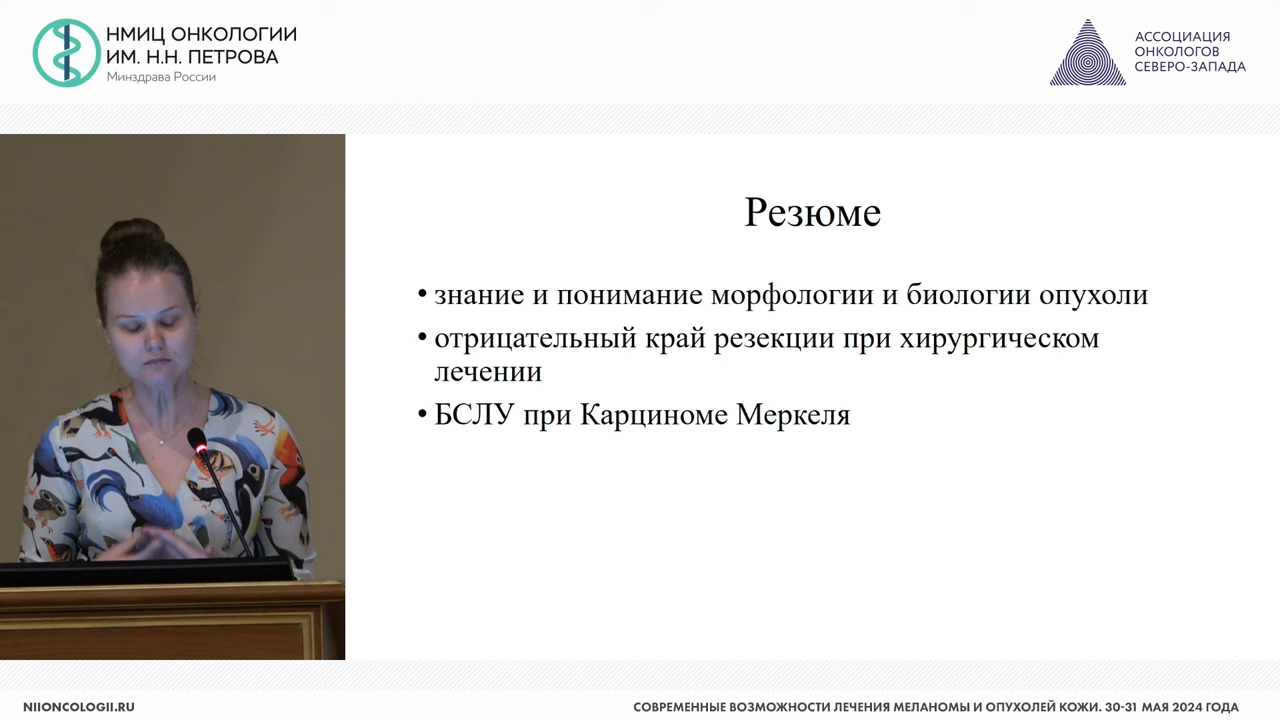 НМИЦ ОНКОЛОГИИ
ИМ. Н.Н. ПЕТРОВА
Минздрава России
АССОЦИАЦИЯ
ОНКОЛОГОВ
СЕВЕРО-ЗАПАДА
Резюме
• знание и понимание морфологии и биологии опухоли
• отрицательный край резекции при хирургическом
лечении
• БСЛУ при Карциноме Меркеля
NIIONCOLOGII.RU
СОВРЕМЕННЫЕ ВОЗМОЖНОСТИ ЛЕЧЕНИЯ МЕЛАНОМЫ И ОПУХОЛЕЙ КОЖИ. 30-31 МАЯ 2024 ГОДА